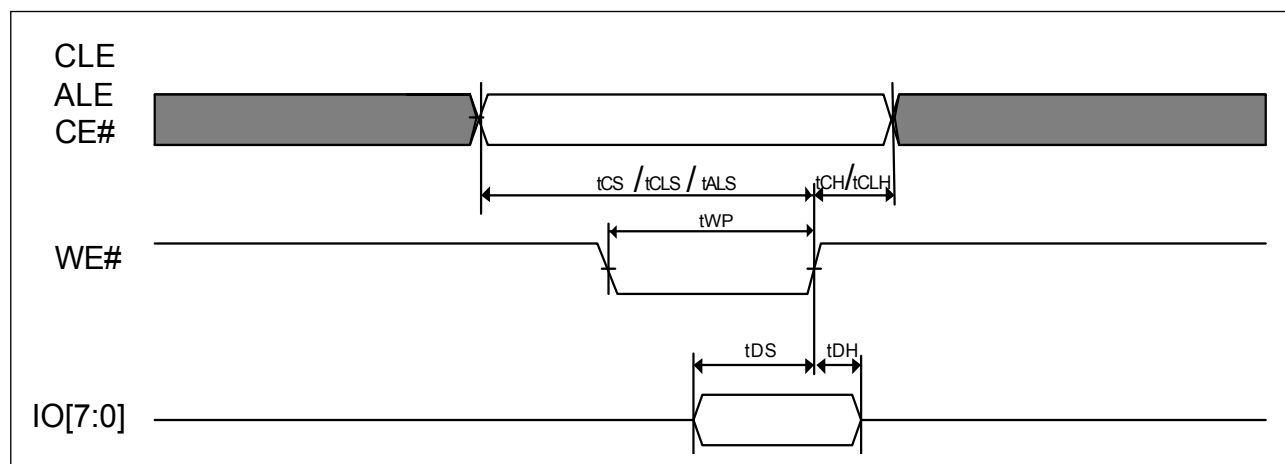 CLE
ALE
CE#
tCS /tCLS / tALS
tCH/tCLH
tWP
WE#
tDS
tDH
IO[7:0]